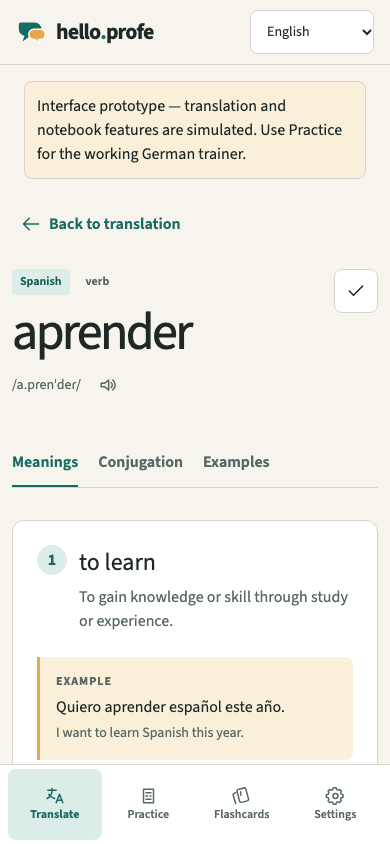 hello.profe
English
Interface prototype — translation and
notebook features are simulated. Use Practice
for the working German trainer.
Back to translation
Spanish verb
aprender
/a.pren'der/
Meanings Conjugation Examples
1 to learn
To gain knowledge or skill through study
or experience.
EXAMPLE
Quiero aprender español este año.
I want to learn Spanish this year.
Translate Practice Flashcards Settings